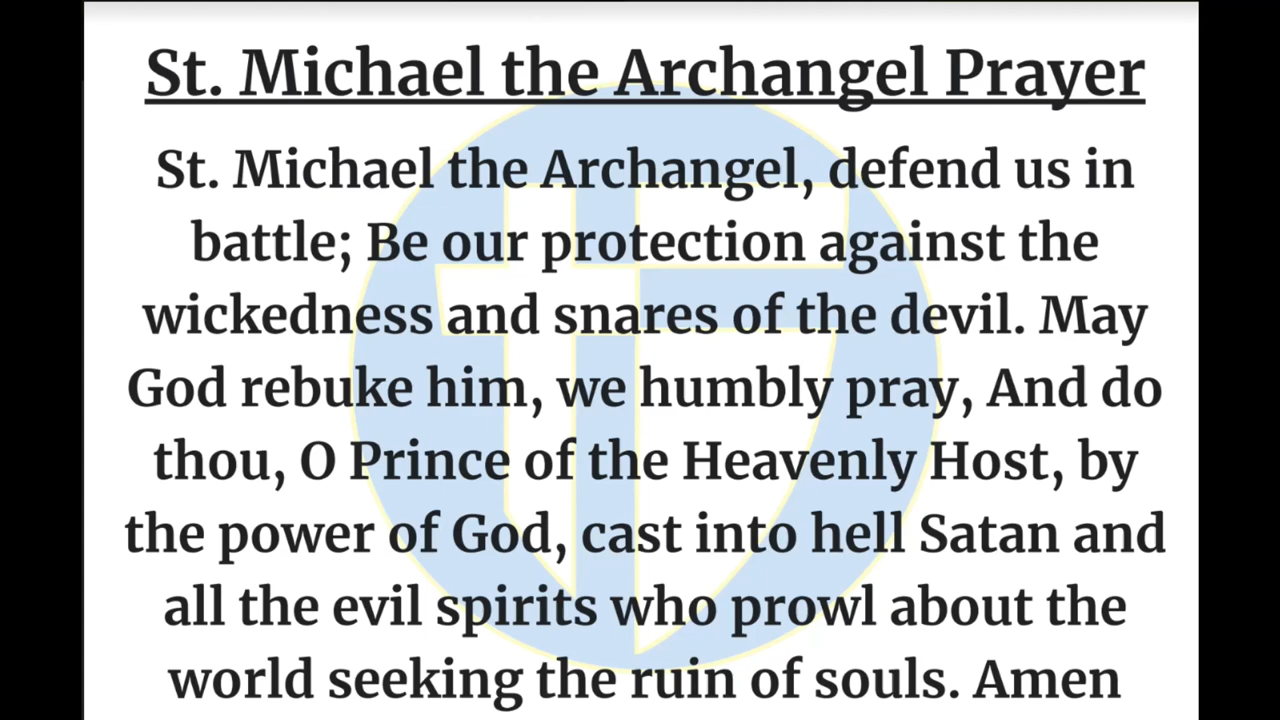 St. Michael the Archangel Prayer
St. Michael the Archangel, defend us in
battle; Be our protection against the
wickedness and snares of the devil. May
God rebuke him, we humbly pray, And do
thou, O Prince of the Heavenly Host, by
the power of God, cast into hell Satan and
all the evil spirits who prowl about the
world seeking the ruin of souls. Amen